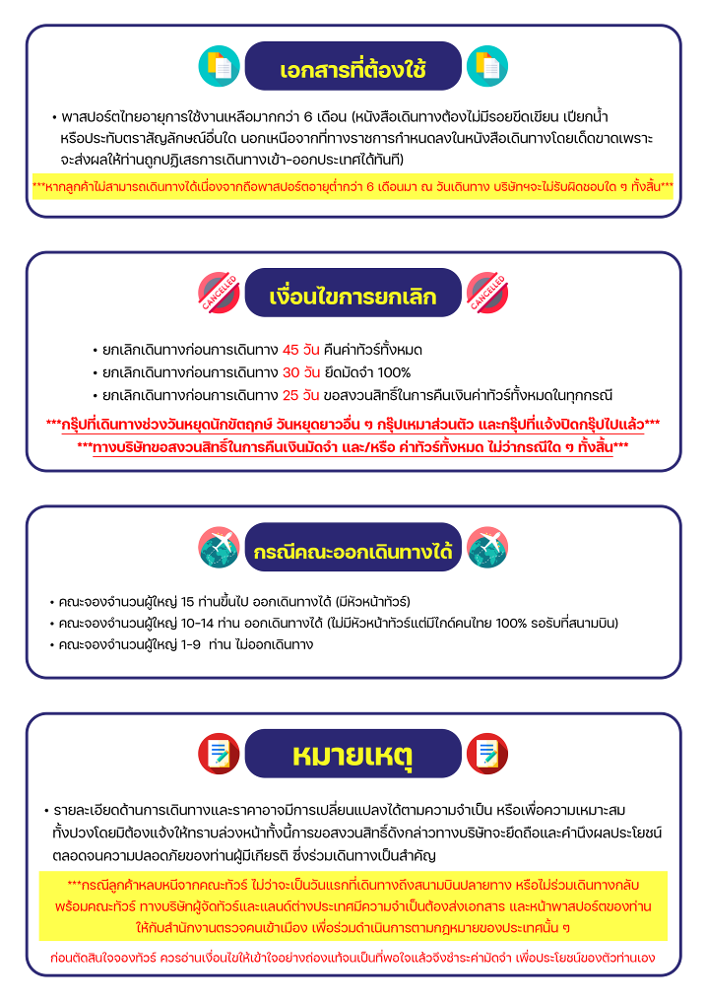 เอกสารที่ต้องใช้
• พาสปอร์ตไทยอายุการใช้งานเหลือมากกว่า 6 เดือน (หนังสือเดินทางต้องไม่มีรอยขีดเขียน เปียกน้ำ
หรือประทับตราสัญลักษณ์อื่นใด นอกเหนือจากที่ทางราชการกำหนดลงในหนังสือเดินทางโดยเด็ดขาดเพราะ
จะส่งผลให้ท่านถูกปฏิเสธการเดินทางเข้า-ออกประเทศได้ทันที)
***หากลูกค้าไม่สามารถเดินทางได้เนื่องจากถือพาสปอร์ตอายุต่ำกว่า 6 เดือนมา ณ วันเดินทาง บริษัทฯจะไม่รับผิดชอบใด ๆ ทั้งสิ้น***
CANCELLED
เงื่อนไขการยกเลิก
CANCELLED
• ยกเลิกเดินทางก่อนการเดินทาง 45 วัน คืนค่าทัวร์ทั้งหมด
• ยกเลิกเดินทางก่อนการเดินทาง 30 วัน ยึดมัดจำ 100%
• ยกเลิกเดินทางก่อนการเดินทาง 25 วัน ขอสงวนสิทธิ์ในการคืนเงินค่าทัวร์ทั้งหมดในทุกกรณี
***กรุ๊ปที่เดินทางช่วงวันหยุดนักขัตฤกษ์ วันหยุดยาวอื่น ๆ กรุ๊ปเหมาส่วนตัว และกรุ๊ปที่แจ้งปิดกรุ๊ปไปแล้ว***
***ทางบริษัทขอสงวนสิทธิ์ในการคืนเงินมัดจำ และ/หรือ ค่าทัวร์ทั้งหมด ไม่ว่ากรณีใด ๆ ทั้งสิ้น***
กรณีคณะออกเดินทางได้
• คณะจองจำนวนผู้ใหญ่ 15 ท่านขึ้นไป ออกเดินทางได้ (มีหัวหน้าทัวร์)
• คณะจองจำนวนผู้ใหญ่ 10-14 ท่าน ออกเดินทางได้ (ไม่มีหัวหน้าทัวร์แต่มีไกด์คนไทย 100% รอรับที่สนามบิน)
• คณะจองจำนวนผู้ใหญ่ 1-9 ท่าน ไม่ออกเดินทาง
หมายเหตุ
• รายละเอียดด้านการเดินทางและราคาอาจมีการเปลี่ยนแปลงได้ตามความจำเป็น หรือเพื่อความเหมาะสม
ทั้งปวงโดยมิต้องแจ้งให้ทราบล่วงหน้าทั้งนี้การขอสงวนสิทธิ์ดังกล่าวทางบริษัทจะยึดถือและคำนึงผลประโยชน์
ตลอดจนความปลอดภัยของท่านผู้มีเกียรติ ซึ่งร่วมเดินทางเป็นสำคัญ
***กรณีลูกค้าหลบหนีจากคณะทัวร์ ไม่ว่าจะเป็นวันแรกที่เดินทางถึงสนามบินปลายทาง หรือไม่ร่วมเดินทางกลับ
พร้อมคณะทัวร์ ทางบริษัทผู้จัดทัวร์และแลนด์ต่างประเทศมีความจำเป็นต้องส่งเอกสาร และหน้าพาสปอร์ตของท่าน
ให้กับสำนักงานตรวจคนเข้าเมือง เพื่อร่วมดำเนินการตามกฎหมายของประเทศนั้น ๆ
ก่อนตัดสินใจจองทัวร์ ควรอ่านเงื่อนไขให้เข้าใจอย่างถ่องแท้จนเป็นที่พอใจแล้วจึงชำระค่ามัดจำ เพื่อประโยชน์ของตัวท่านเอง